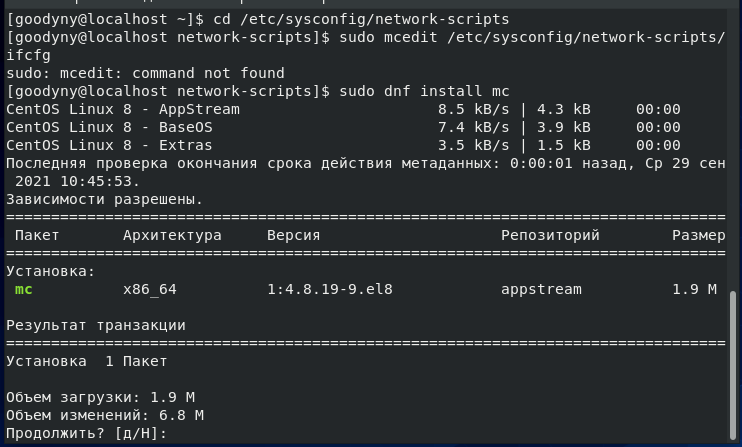 [goodyny@localhost ~]$ cd /etc/sysconfig/network-scripts
[goodyny@localhost network-scripts]$ sudo mcedit /etc/sysconfig/network-scripts/
ifcfg
sudo: mcedit: command not found
[goodyny@localhost network-scripts]$ sudo dnf install mc
CentOS Linux 8 - AppStream 8.5 kB/s | 4.3 kB 00:00
CentOS Linux 8 - BaseOS 7.4 kB/s | 3.9 kB 00:00
CentOS Linux 8 - Extras 3.5 kB/s | 1.5 kB 00:00
Последняя проверка окончания срока действия метаданных: 0:00:01 назад, Ср 29 сен
2021 10:45:53.
Зависимости разрешены.
================================================================================
Пакет Архитектура Версия Репозиторий Размер
================================================================================
Установка:
mc x86_64 1:4.8.19-9.el8 appstream 1.9 M
Результат транзакции
================================================================================
Установка 1 Пакет
Объем загрузки: 1.9 M
Объем изменений: 6.8 M
Продолжить? [д/Н]: